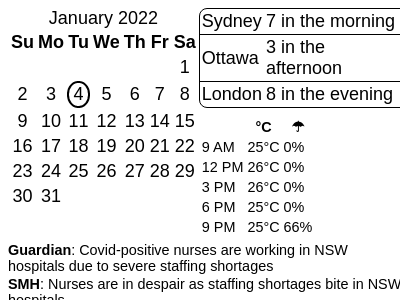 January 2022
Su Mo Tu We Th Fr Sa
1
2 3 4 5 6 7 8
9 10 11 12 13 14 15
16 17 18 19 20 21 22
23 24 25 26 27 28 29
30 31
Sydney 7 in the morning
Ottawa 3 in the
afternoon
London 8 in the evening
°C ☂
9 AM 25°C 0%
12 PM 26°C 0%
3 PM 26°C 0%
6 PM 25°C 0%
9 PM 25°C 66%
Guardian: Covid-positive nurses are working in NSW
hospitals due to severe staffing shortages
SMH: Nurses are in despair as staffing shortages bite in NSW
hospitals